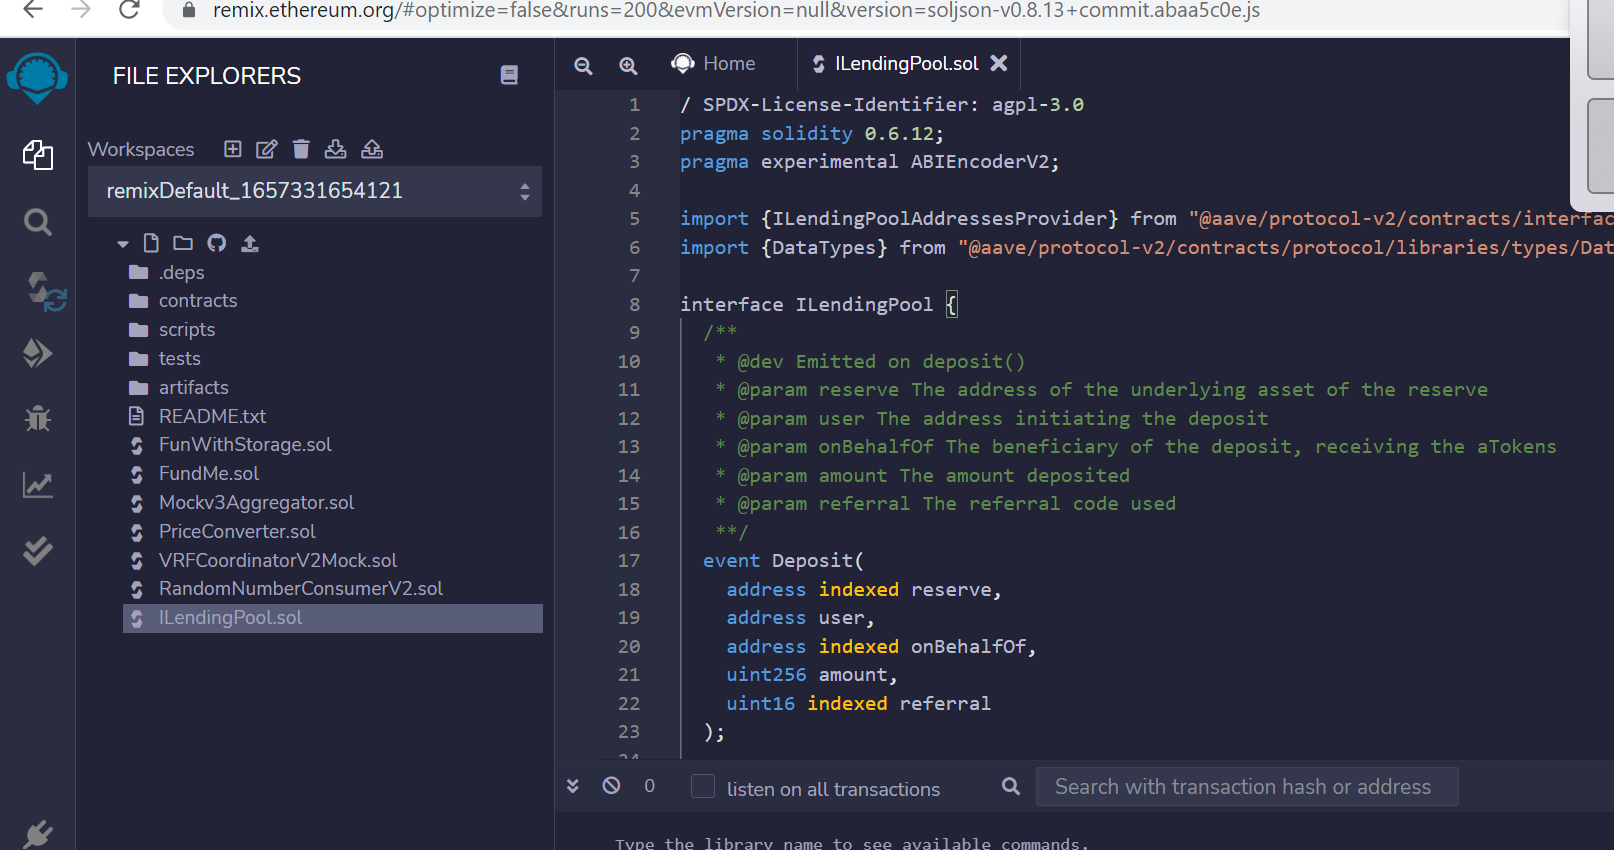 remix.ethereum.org/#optimize=false&runs=200&evmVersion=null&version=soljson-v0.8.13+commit.abaa5c0e.js
FILE EXPLORERS
Workspaces
remixDefault_1657331654121
.deps
contracts
scripts
tests
artifacts
README.txt
FunWithStorage.sol
FundMe.sol
Mockv3Aggregator.sol
PriceConverter.sol
VRFCoordinatorV2Mock.sol
RandomNumberConsumerV2.sol
ILendingPool.sol
Home
ILendingPool.sol
1 / SPDX-License-Identifier: agpl-3.0
2 pragma solidity 0.6.12;
3 pragma experimental ABIEncoderV2;
4
5 import {ILendingPoolAddressesProvider} from "@aave/protocol-v2/contracts/interfac
6 import {DataTypes} from "@aave/protocol-v2/contracts/protocol/libraries/types/Dat
7
8 interface ILendingPool {
9 /**
10 * @dev Emitted on deposit()
11 * @param reserve The address of the underlying asset of the reserve
12 * @param user The address initiating the deposit
13 * @param onBehalfOf The beneficiary of the deposit, receiving the aTokens
14 * @param amount The amount deposited
15 * @param referral The referral code used
16 **/
17 event Deposit(
18 address indexed reserve,
19 address user,
20 address indexed onBehalfOf,
21 uint256 amount,
22 uint16 indexed referral
23 );
24
0
listen on all transactions
Search with transaction hash or address
Type the library name to see available commands.